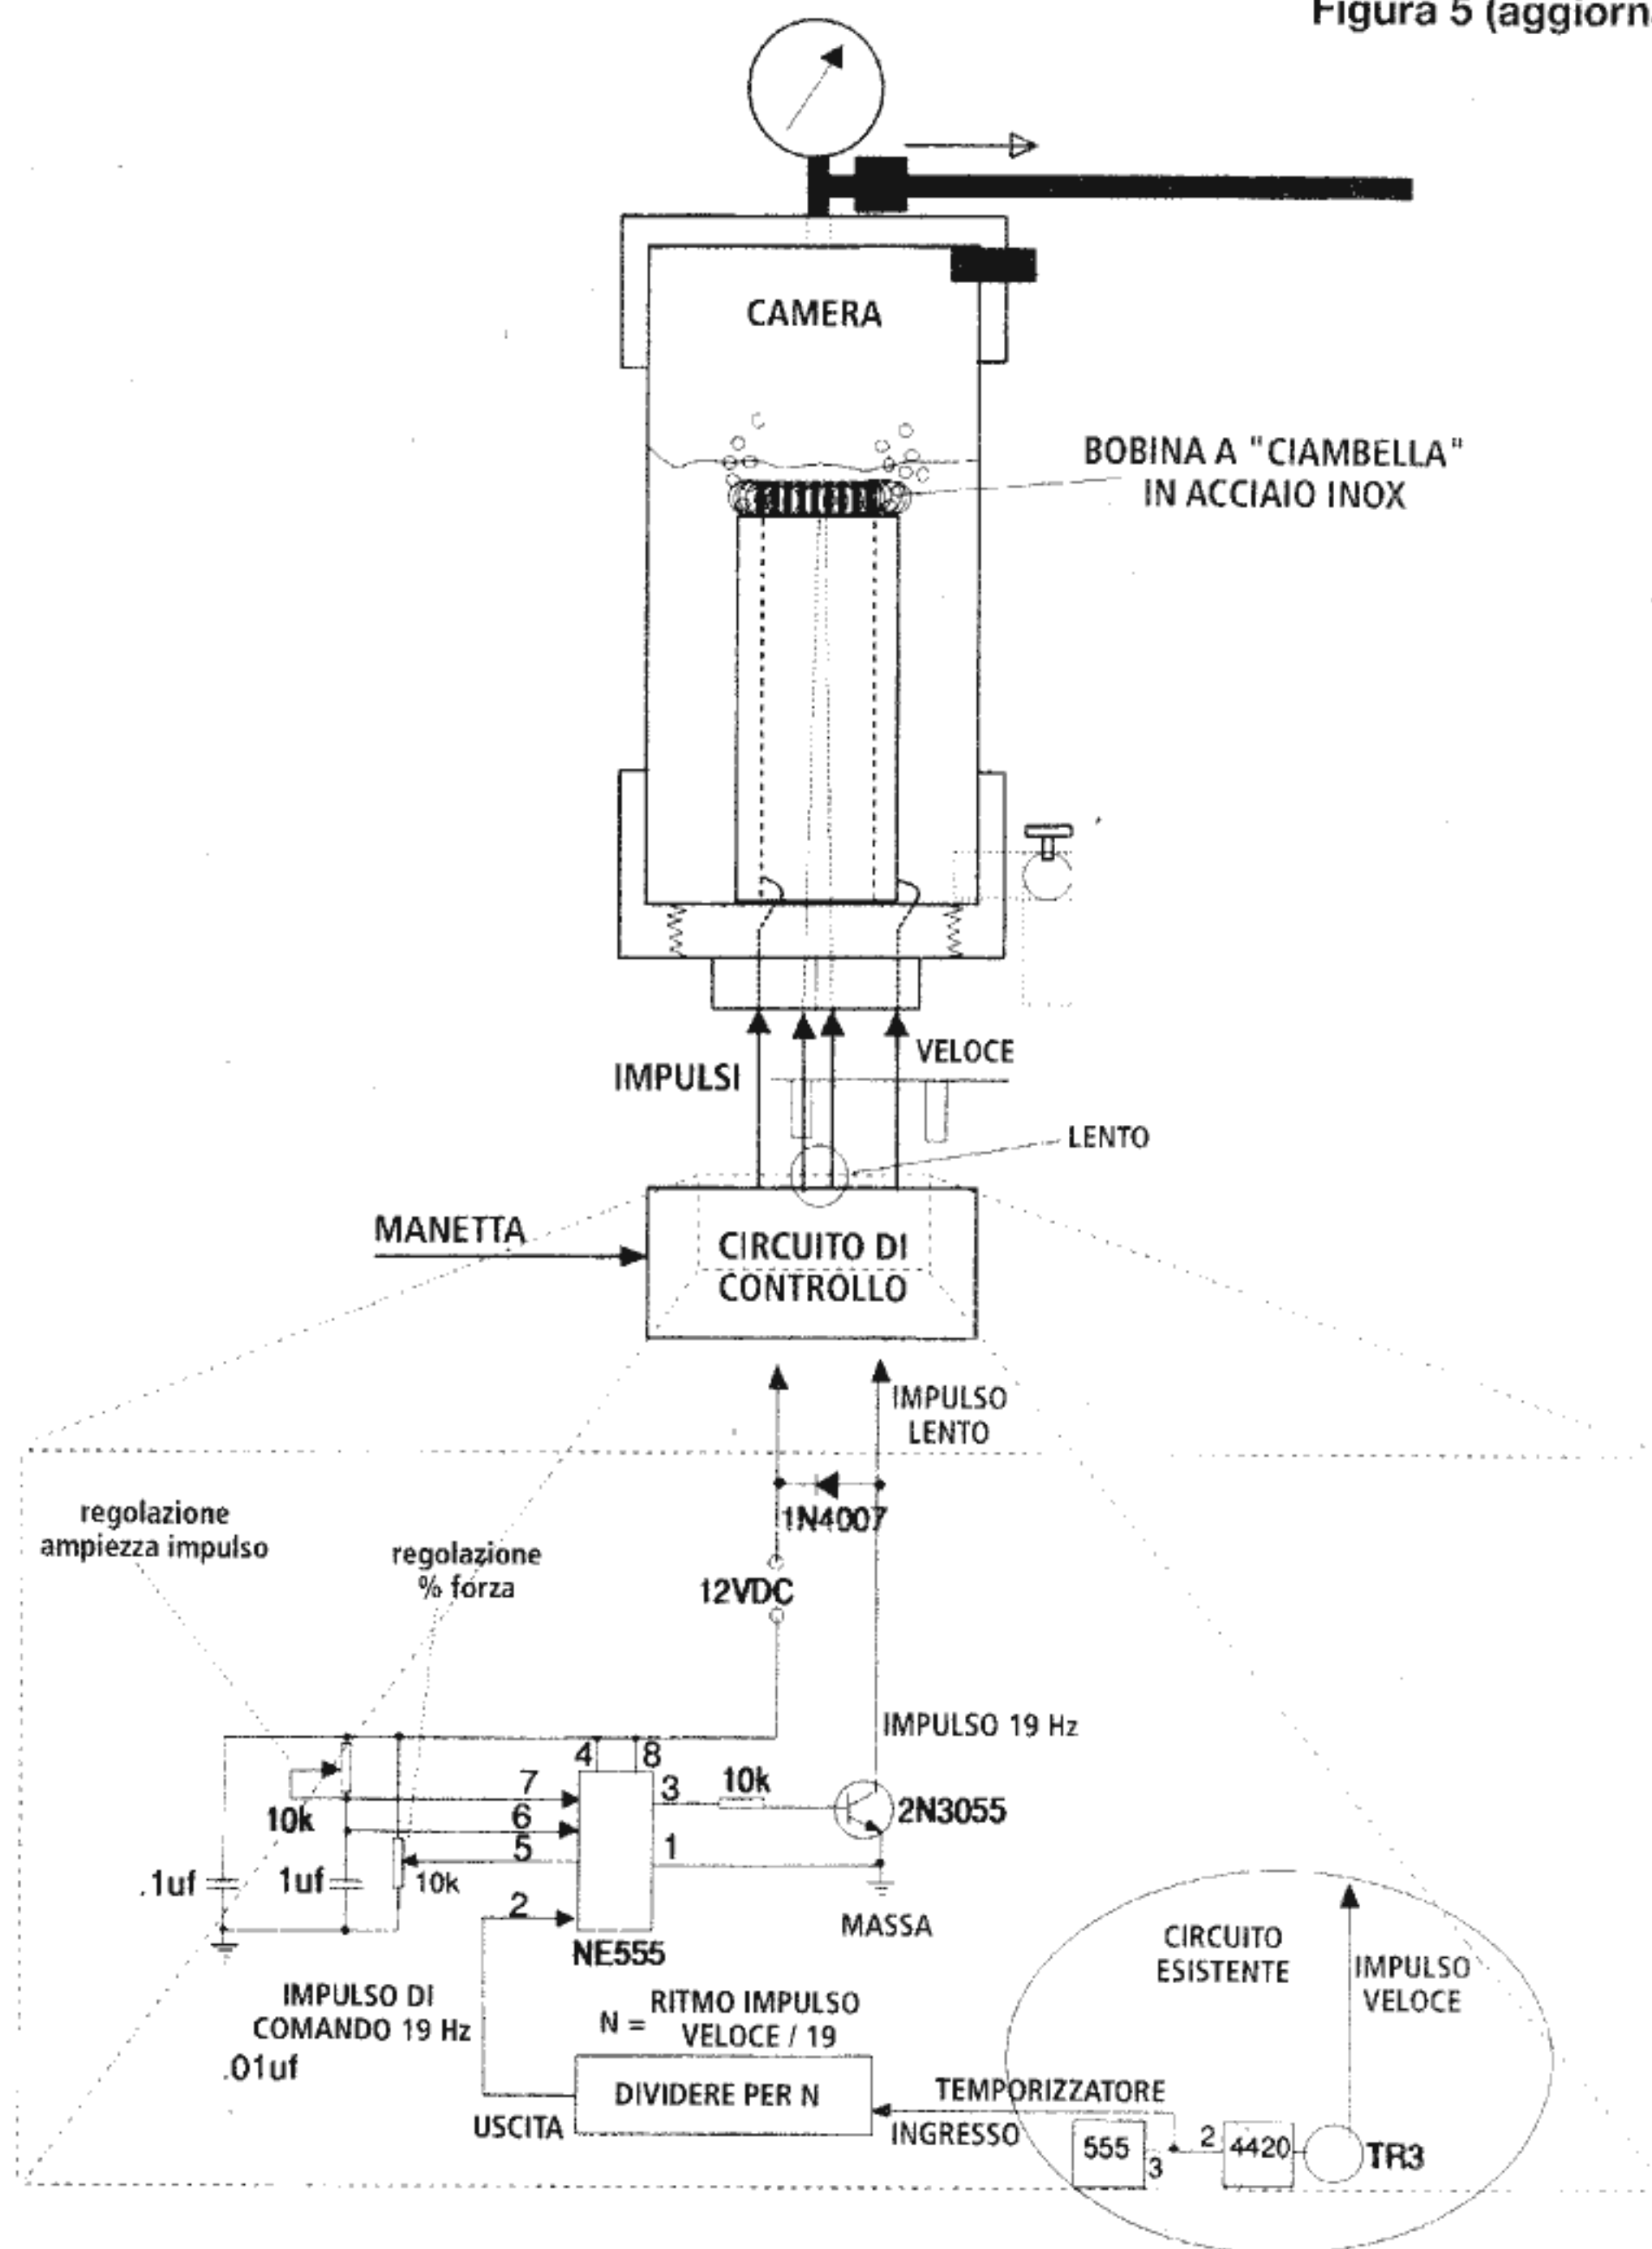 Figura 5 (aggiorn
CAMERA
BOBINA A "CIAMBELLA"
IN ACCIAIO INOX
VELOCE
IMPULSI
LENTO
MANETTA
CIRCUITO DI
CONTROLLO
IMPULSO
LENTO
1N4007
regolazione
ampiezza impulso
regolazione
% forza
12VDC
IMPULSO 19 Hz
4
8
7
3
10k
10k
6
2N3055
5
1
.1uf
1uf
10k
2
MASSA
NE555
CIRCUITO
ESISTENTE
IMPULSO
VELOCE
IMPULSO DI
COMANDO 19 Hz
.01uf
N =
RITMO IMPULSO
VELOCE / 19
DIVIDERE PER N
TEMPORIZZATORE
USCITA
INGRESSO
555
3
2
4420
TR3